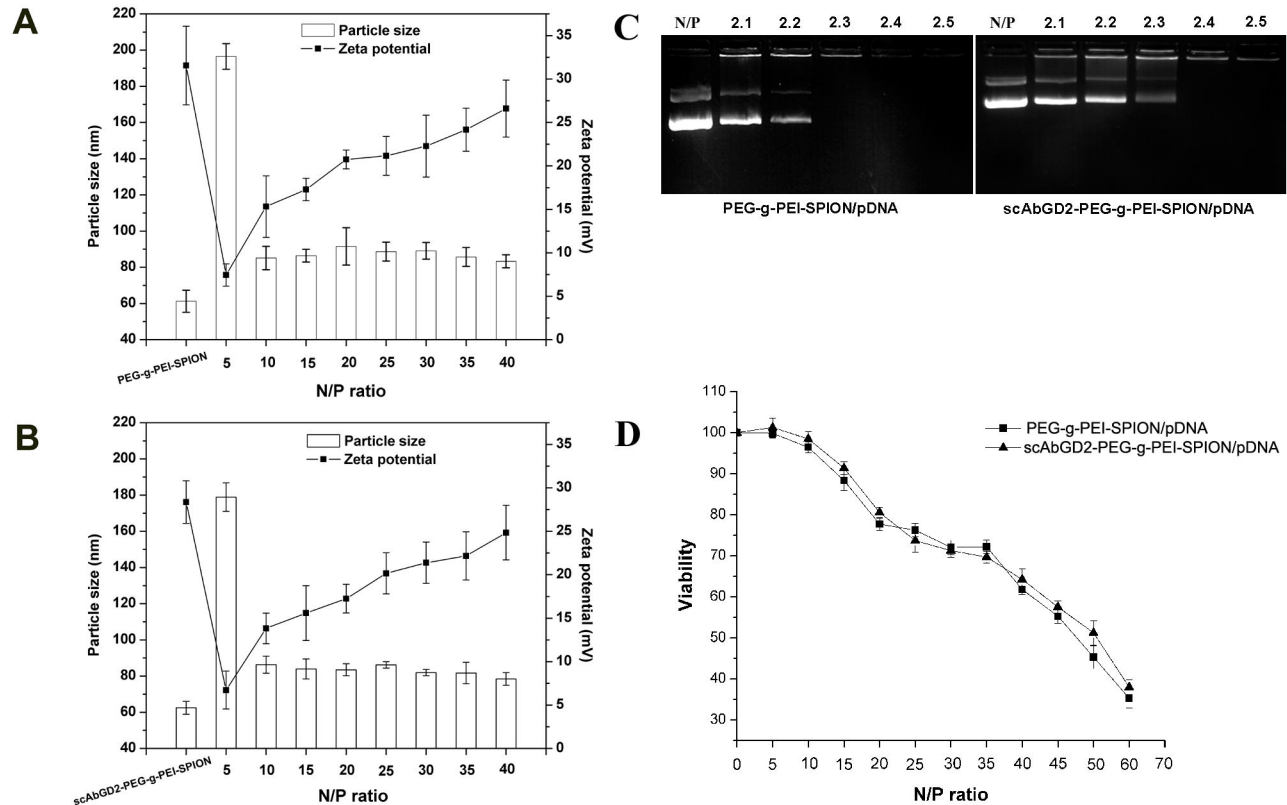 A
Particle size
Zeta potential
220
200
180
160
140
120
100
80
60
40
Particle size (nm)
35
30
25
20
15
10
5
0
Zeta potential (mV)
PEG-g-PEI-SPION 5 10 15 20 25 30 35 40
N/P ratio
B
Particle size
Zeta potential
220
200
180
160
140
120
100
80
60
40
Particle size (nm)
35
30
25
20
15
10
5
0
Zeta potential (mV)
scAbGD2-PEG-g-PEI-SPION 5 10 15 20 25 30 35 40
N/P ratio
C
N/P 2.1 2.2 2.3 2.4 2.5
N/P 2.1 2.2 2.3 2.4 2.5
PEG-g-PEI-SPION/pDNA
scAbGD2-PEG-g-PEI-SPION/pDNA
D
PEG-g-PEI-SPION/pDNA
scAbGD2-PEG-g-PEI-SPION/pDNA
110
100
90
80
70
60
50
40
30
Viability
0 5 10 15 20 25 30 35 40 45 50 60 70
N/P ratio